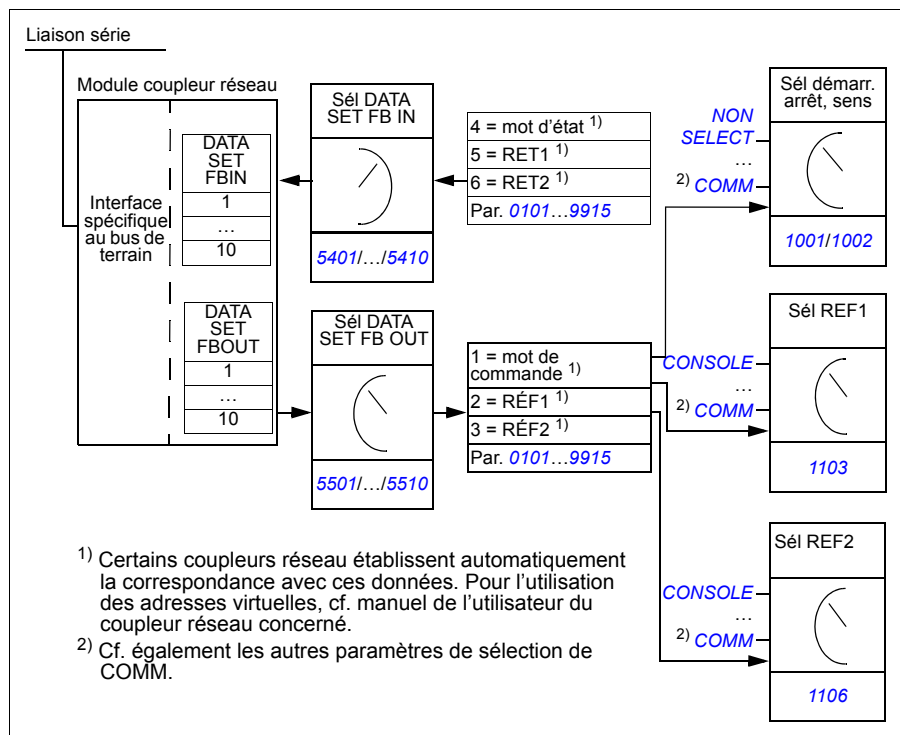 Liaison série
Module coupleur réseau
Interface
spécifique
au bus de
terrain
DATA
SET
FBIN
1
…
10
DATA
SET
FBOUT
1
…
10
Sél DATA
SET FB IN
5401/…/5410
Sél DATA
SET FB OUT
5501/…/5510
4 = mot d’état 1)
5 = RET1 1)
6 = RET2 1)
Par. 0101…9915
1 = mot de
commande 1)
2 = RÉF1 1)
3 = RÉF2 1)
Par. 0101…9915
Sél démarr.
arrêt, sens
NON
SELECT
…
2) COMM
1001/1002
Sél REF1
CONSOLE
…
2) COMM
1103
Sél REF2
CONSOLE
…
2) COMM
1106
1) Certains coupleurs réseau établissent automatiquement
la correspondance avec ces données. Pour l’utilisation
des adresses virtuelles, cf. manuel de l’utilisateur du
coupleur réseau concerné.
2) Cf. également les autres paramètres de sélection de
COMM.